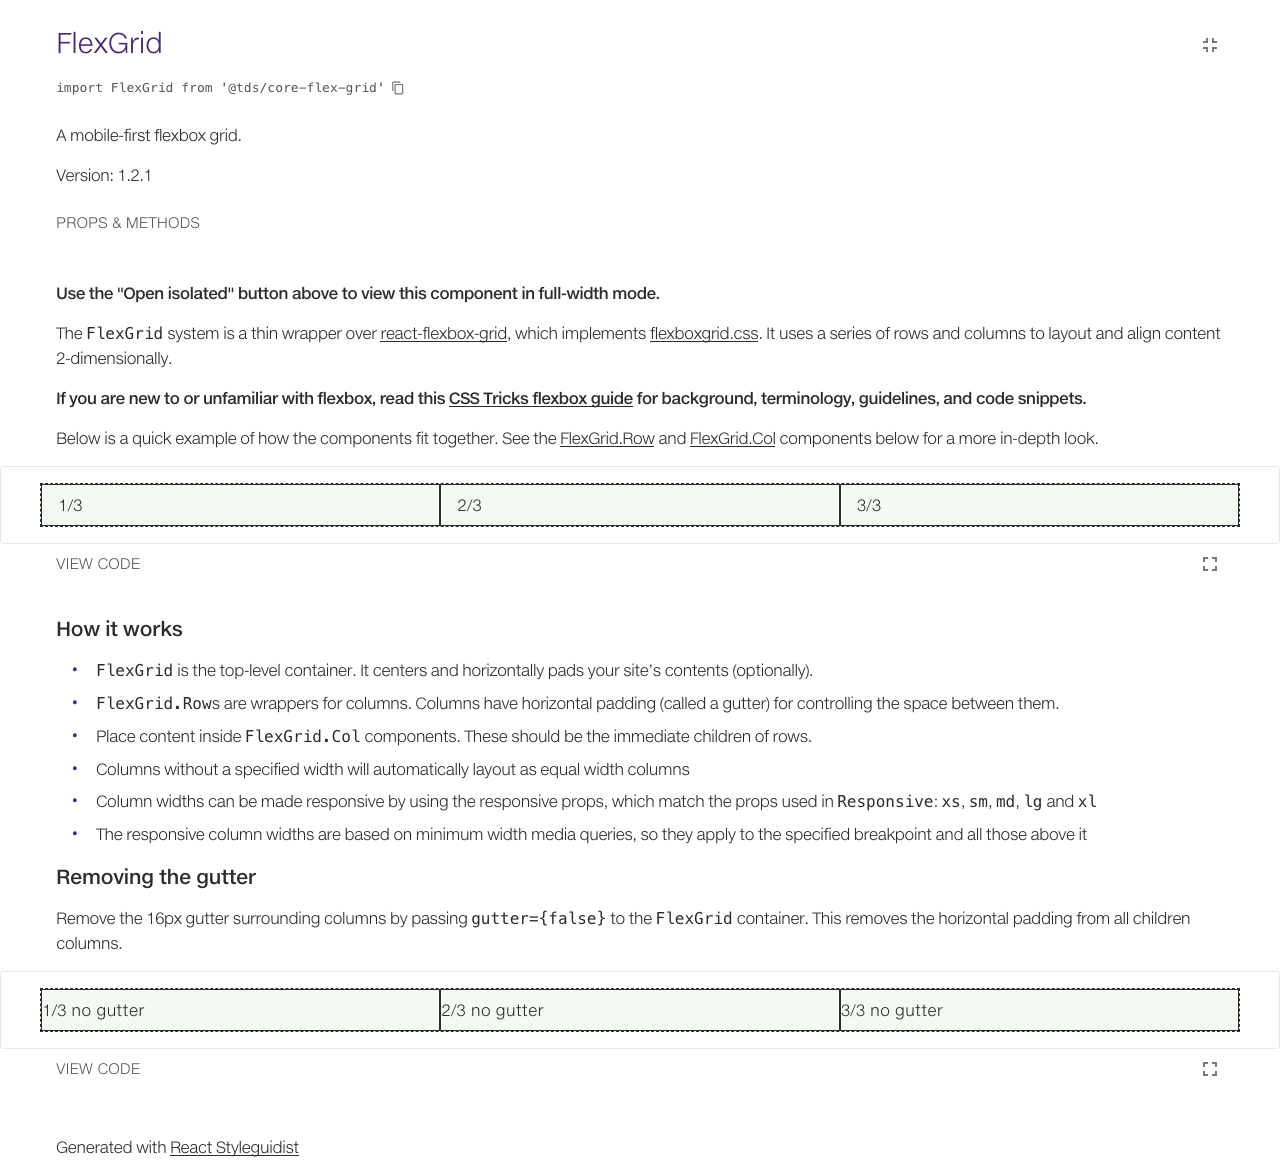 FlexGrid
import FlexGrid from '@tds/core-flex-grid'
A mobile-first flexbox grid.
Version: 1.2.1
PROPS & METHODS
Use the "Open isolated" button above to view this component in full-width mode.
The FlexGrid system is a thin wrapper over react-flexbox-grid, which implements flexboxgrid.css. It uses a series of rows and columns to layout and align content
2-dimensionally.
If you are new to or unfamiliar with flexbox, read this CSS Tricks flexbox guide for background, terminology, guidelines, and code snippets.
Below is a quick example of how the components fit together. See the FlexGrid.Row and FlexGrid.Col components below for a more in-depth look.
1/3 2/3 3/3
VIEW CODE
How it works
• FlexGrid is the top-level container. It centers and horizontally pads your site's contents (optionally).
• FlexGrid.Rows are wrappers for columns. Columns have horizontal padding (called a gutter) for controlling the space between them.
• Place content inside FlexGrid.Col components. These should be the immediate children of rows.
• Columns without a specified width will automatically layout as equal width columns
• Column widths can be made responsive by using the responsive props, which match the props used in Responsive: xs, sm, md, lg and xl
• The responsive column widths are based on minimum width media queries, so they apply to the specified breakpoint and all those above it
Removing the gutter
Remove the 16px gutter surrounding columns by passing gutter={false} to the FlexGrid container. This removes the horizontal padding from all children
columns.
1/3 no gutter 2/3 no gutter 3/3 no gutter
VIEW CODE
Generated with React Styleguidist